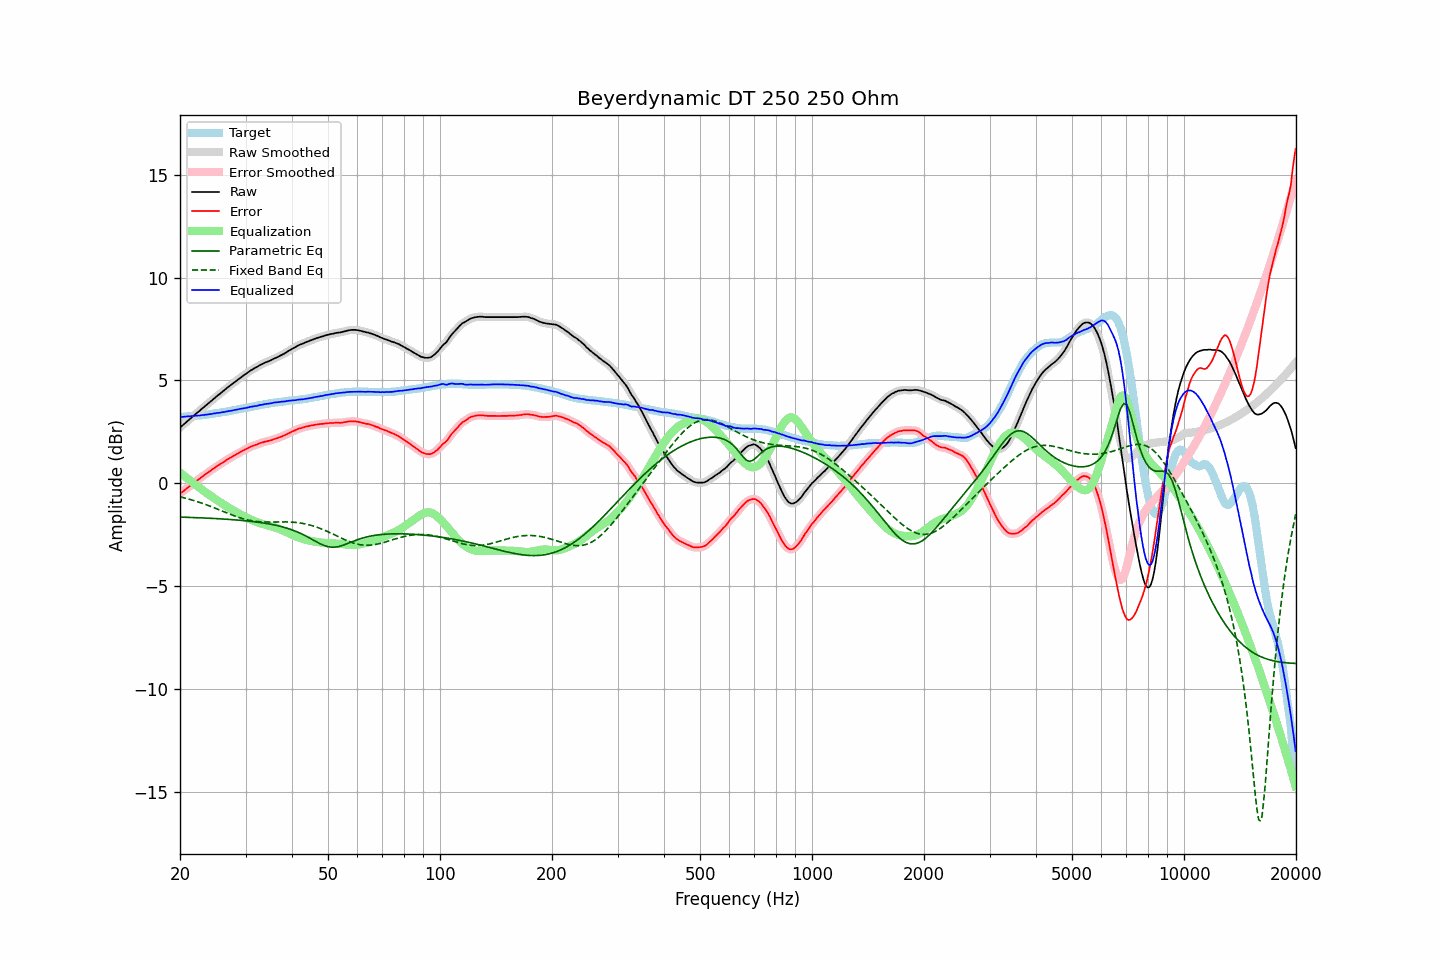 Beyerdynamic DT 250 250 Ohm
Target
Raw Smoothed
Error Smoothed
Raw
Error
Equalization
Parametric Eq
Fixed Band Eq
Equalized
Amplitude (dBr)
15
10
5
0
−5
−10
−15
20 50 100 200 500 1000 2000 5000 10000 20000
Frequency (Hz)